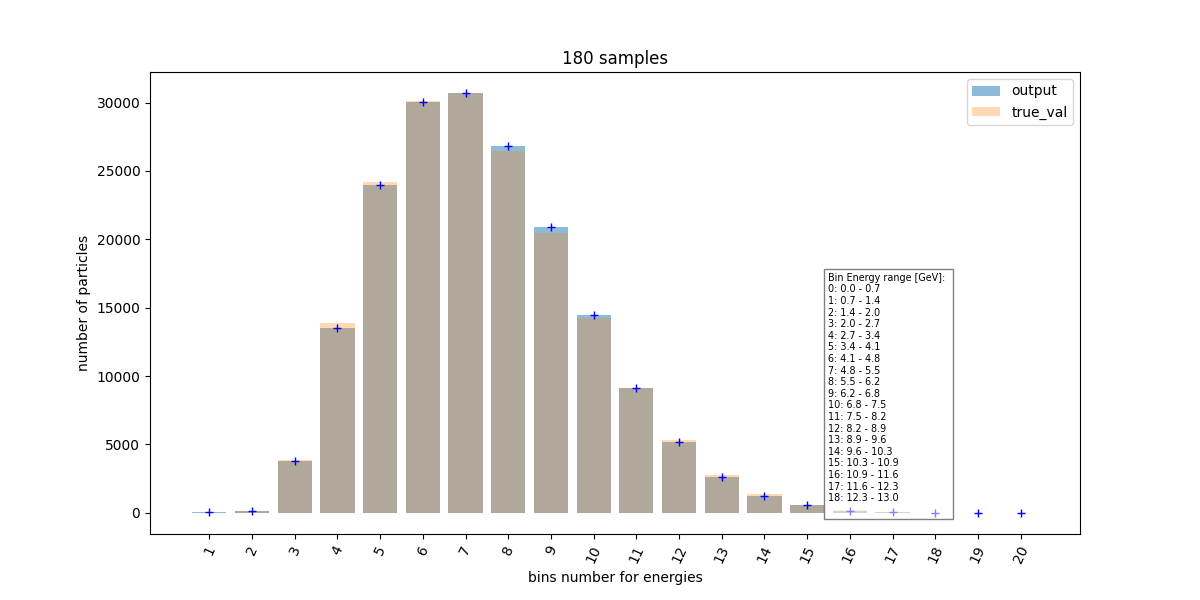 180 samples
output
true_val
30000
25000
20000
15000
10000
5000
0
number of particles
Bin Energy range [GeV]:
0: 0.0 - 0.7
1: 0.7 - 1.4
2: 1.4 - 2.0
3: 2.0 - 2.7
4: 2.7 - 3.4
5: 3.4 - 4.1
6: 4.1 - 4.8
7: 4.8 - 5.5
8: 5.5 - 6.2
9: 6.2 - 6.8
10: 6.8 - 7.5
11: 7.5 - 8.2
12: 8.2 - 8.9
13: 8.9 - 9.6
14: 9.6 - 10.3
15: 10.3 - 10.9
16: 10.9 - 11.6
17: 11.6 - 12.3
18: 12.3 - 13.0
1 2 3 4 5 6 7 8 9 10 11 12 13 14 15 16 17 18 19 20
bins number for energies